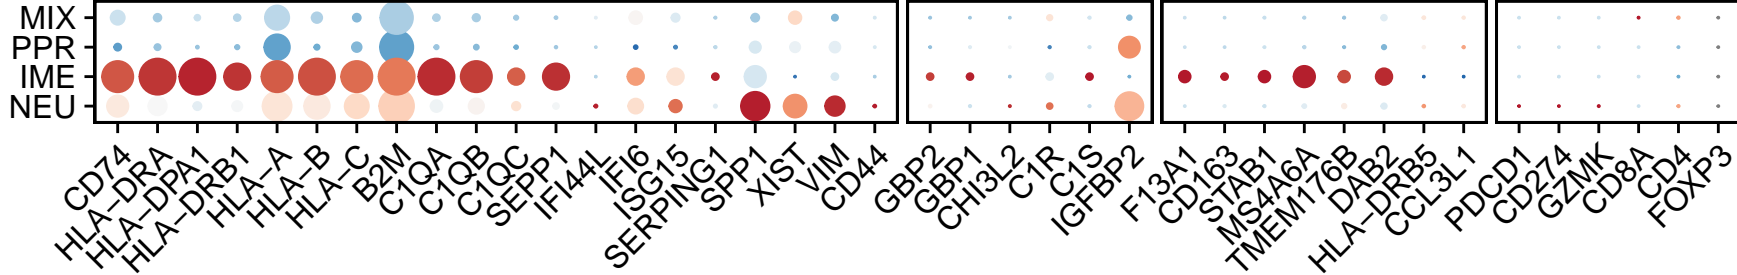 MIX
PPR
IME
NEU
CD74
HLA−DRA
HLA−DPA1
HLA−DRB1
HLA−A
HLA−B
HLA−C
B2M
C1QA
C1QB
C1QC
SEPP1
IFI44L
IFI6
ISG15
SERPING1
SPP1
XIST
VIM
CD44
GBP2
GBP1
CHI3L2
C1R
C1S
IGFBP2
F13A1
CD163
STAB1
MS4A6A
TMEM176B
DAB2
HLA−DRB5
CCL3L1
PDCD1
CD274
GZMK
CD8A
CD4
FOXP3